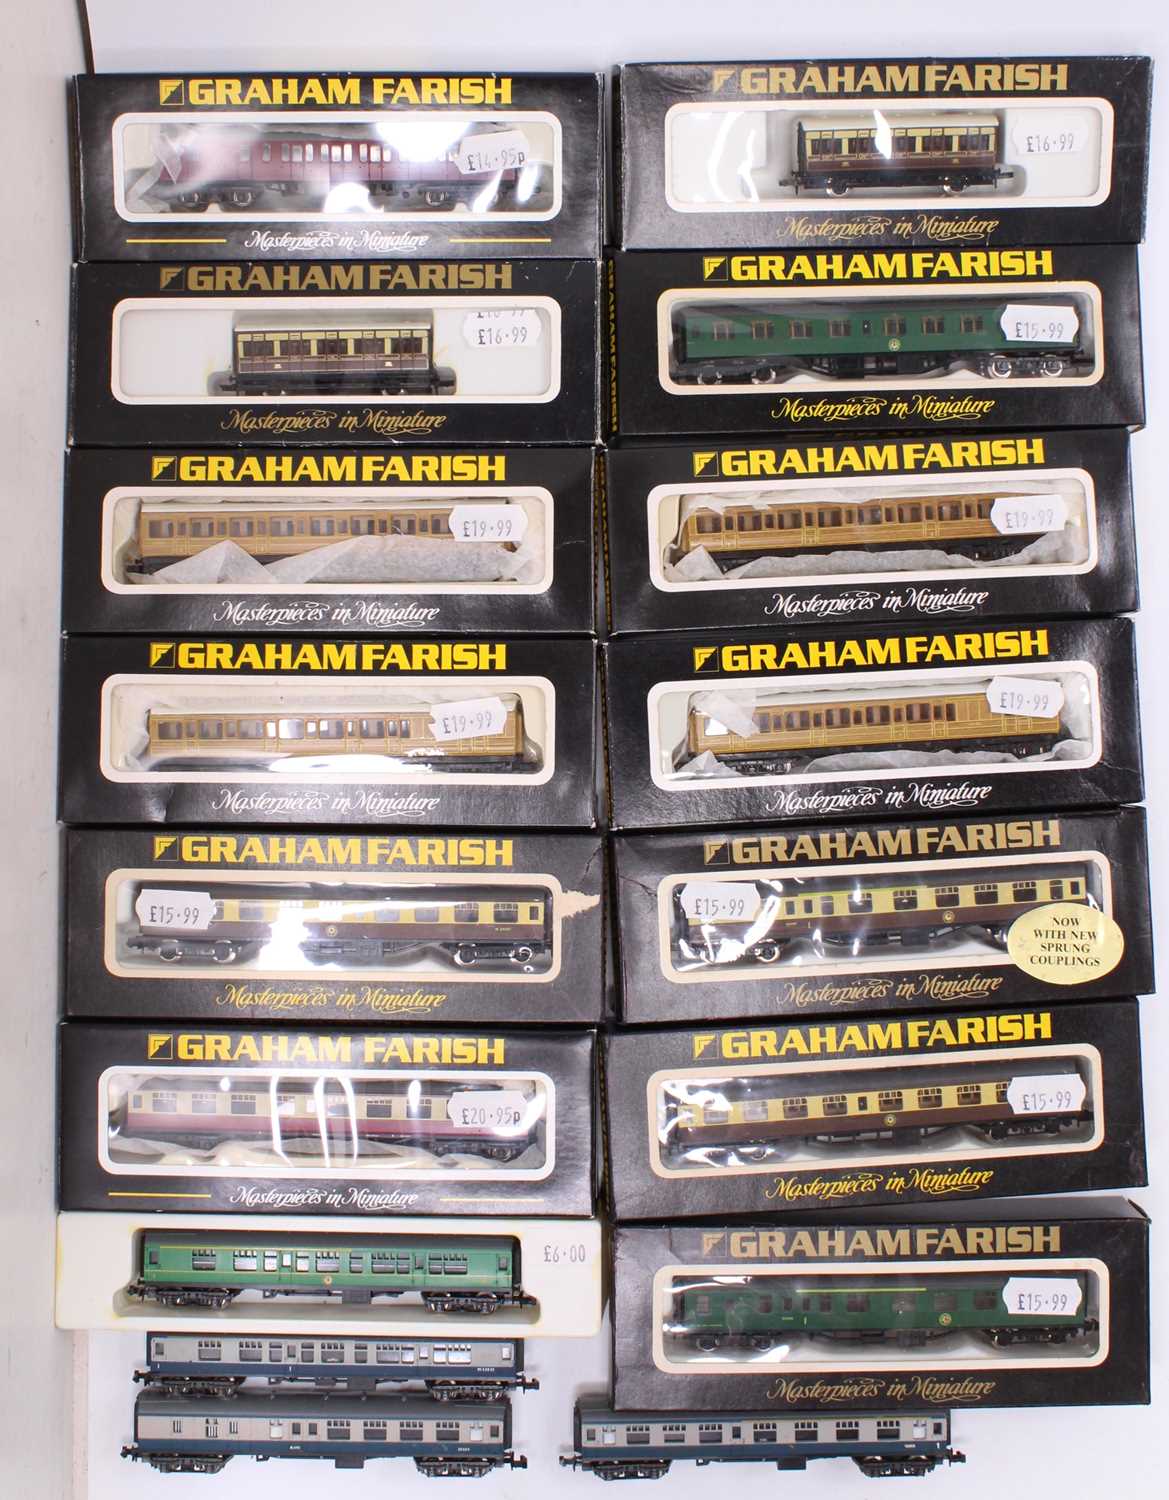 GRAHAM FARISH
£14.95p
Masterpieces in Miniature
GRAHAM FARISH
£16.99
Masterpieces in Miniature
GRAHAM FARISH
£16.99
Masterpieces in Miniature
GRAHAM FARISH
GRAHAM FARISH
£15.99
Masterpieces in Miniature
GRAHAM FARISH
£19.99
Masterpieces in Miniature
GRAHAM FARISH
£19.99
Masterpieces in Miniature
GRAHAM FARISH
£19.99
Masterpieces in Miniature
GRAHAM FARISH
£19.99
Masterpieces in Miniature
GRAHAM FARISH
£15.99
Masterpieces in Miniature
GRAHAM FARISH
£15.99
NOW
WITH NEW
SPRUNG
COUPLINGS
Masterpieces in Miniature
GRAHAM FARISH
£20.95p
Masterpieces in Miniature
GRAHAM FARISH
£15.99
Masterpieces in Miniature
£6.00
GRAHAM FARISH
£15.99
Masterpieces in Miniature